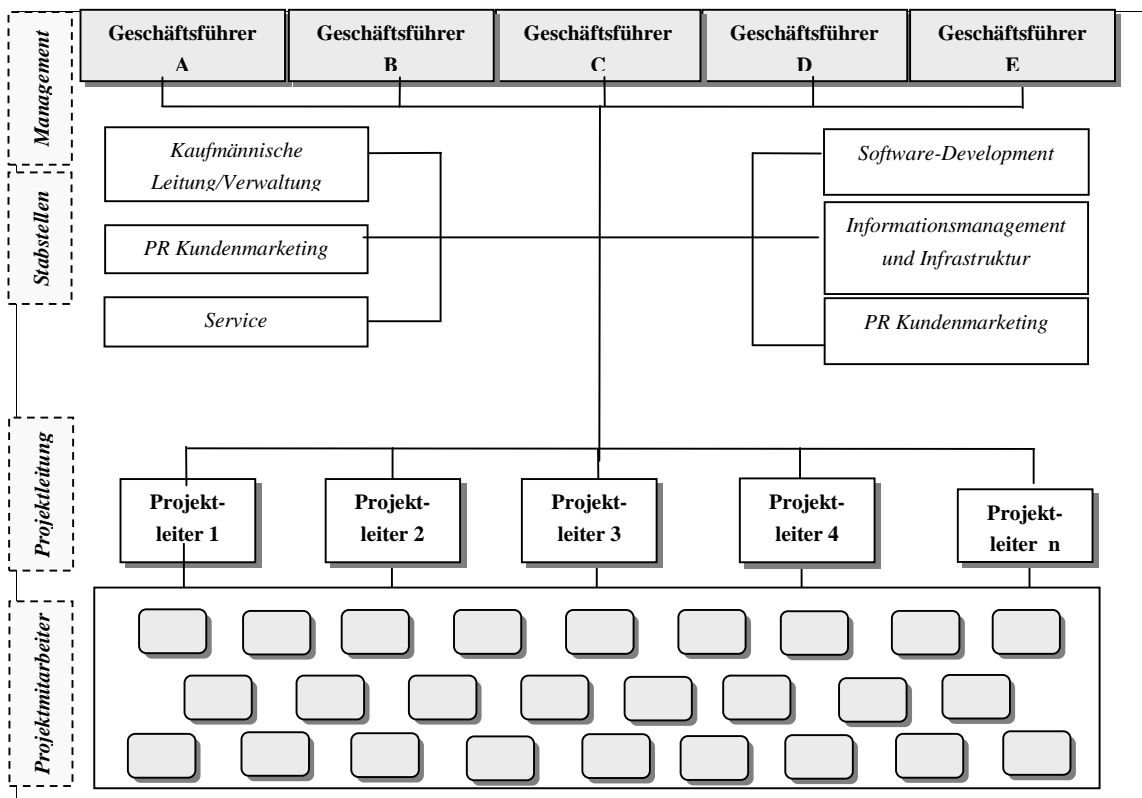 Management
Geschäftsführer
A
Geschäftsführer
B
Geschäftsführer
C
Geschäftsführer
D
Geschäftsführer
E
Stabstellen
Kaufmännische
Leitung/Verwaltung
PR Kundenmarketing
Service
Software-Development
Informationsmanagement
und Infrastruktur
PR Kundenmarketing
Projektleitung
Projekt-
leiter 1
Projekt-
leiter 2
Projekt-
leiter 3
Projekt-
leiter 4
Projekt-
leiter n
Projektmitarbeiter